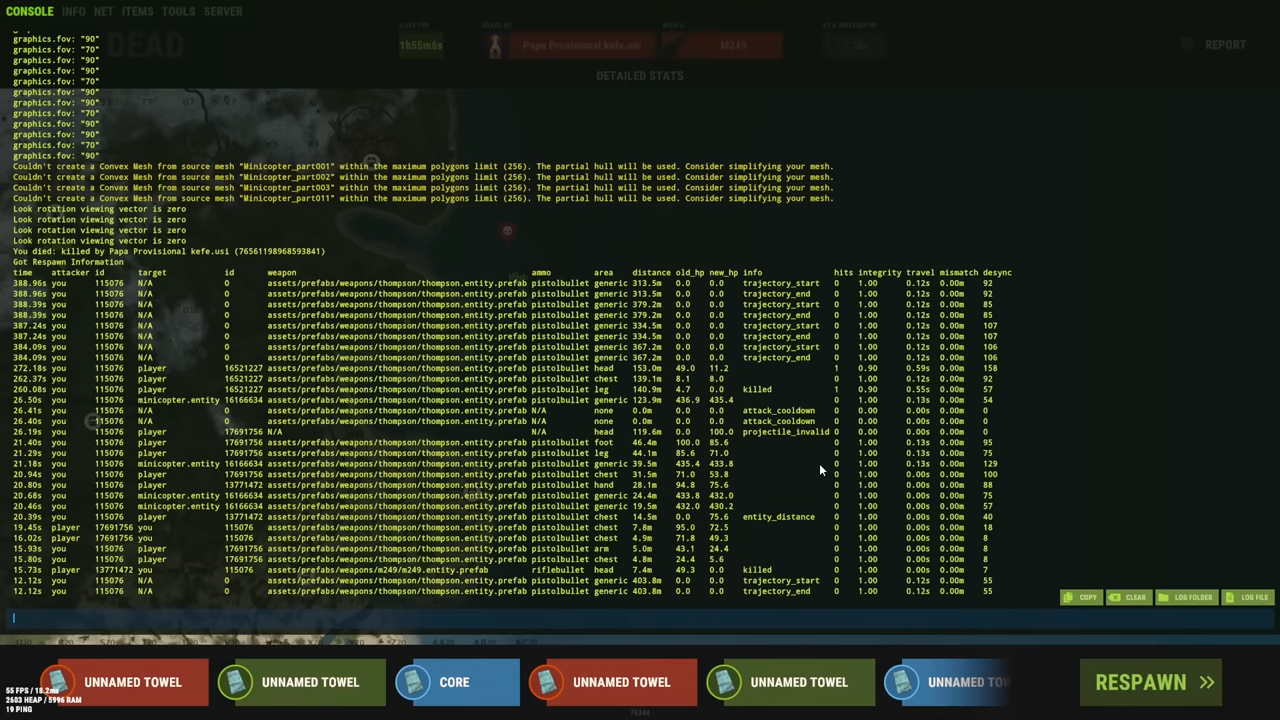 CONSOLE INFO NET ITEMS TOOLS SERVER
DEAD
1h55m6s
Papa Provisional kefe.usi
M249
REPORT
DETAILED STATS
graphics.fov: "90"
graphics.fov: "70"
graphics.fov: "90"
graphics.fov: "90"
graphics.fov: "70"
graphics.fov: "90"
graphics.fov: "90"
graphics.fov: "70"
graphics.fov: "90"
graphics.fov: "90"
graphics.fov: "70"
graphics.fov: "90"
Couldn't create a Convex Mesh from source mesh "Minicopter_part001" within the maximum polygons limit (256). The partial hull will be used. Consider simplifying your mesh.
Couldn't create a Convex Mesh from source mesh "Minicopter_part002" within the maximum polygons limit (256). The partial hull will be used. Consider simplifying your mesh.
Couldn't create a Convex Mesh from source mesh "Minicopter_part003" within the maximum polygons limit (256). The partial hull will be used. Consider simplifying your mesh.
Couldn't create a Convex Mesh from source mesh "Minicopter_part011" within the maximum polygons limit (256). The partial hull will be used. Consider simplifying your mesh.
Look rotation viewing vector is zero
Look rotation viewing vector is zero
Look rotation viewing vector is zero
Look rotation viewing vector is zero
You died: killed by Papa Provisional kefe.usi (76561198968593841)
Got Respawn Information
time attacker id target id weapon ammo area distance old_hp new_hp info hits integrity travel mismatch desync
388.96s you 115076 N/A 0 assets/prefabs/weapons/thompson/thompson.entity.prefab pistolbullet generic 313.5m 0.0 0.0 trajectory_start 0 1.00 0.12s 0.00m 92
388.96s you 115076 N/A 0 assets/prefabs/weapons/thompson/thompson.entity.prefab pistolbullet generic 313.5m 0.0 0.0 trajectory_end 0 1.00 0.12s 0.00m 92
388.39s you 115076 N/A 0 assets/prefabs/weapons/thompson/thompson.entity.prefab pistolbullet generic 379.2m 0.0 0.0 trajectory_start 0 1.00 0.12s 0.00m 85
388.39s you 115076 N/A 0 assets/prefabs/weapons/thompson/thompson.entity.prefab pistolbullet generic 379.2m 0.0 0.0 trajectory_end 0 1.00 0.12s 0.00m 85
387.24s you 115076 N/A 0 assets/prefabs/weapons/thompson/thompson.entity.prefab pistolbullet generic 334.5m 0.0 0.0 trajectory_start 0 1.00 0.12s 0.00m 107
387.24s you 115076 N/A 0 assets/prefabs/weapons/thompson/thompson.entity.prefab pistolbullet generic 334.5m 0.0 0.0 trajectory_end 0 1.00 0.12s 0.00m 107
384.09s you 115076 N/A 0 assets/prefabs/weapons/thompson/thompson.entity.prefab pistolbullet generic 367.2m 0.0 0.0 trajectory_start 0 1.00 0.12s 0.00m 106
384.09s you 115076 N/A 0 assets/prefabs/weapons/thompson/thompson.entity.prefab pistolbullet generic 367.2m 0.0 0.0 trajectory_end 0 1.00 0.12s 0.00m 106
272.18s you 115076 player 16521227 assets/prefabs/weapons/thompson/thompson.entity.prefab pistolbullet head 153.0m 49.0 11.2 1 0.90 0.59s 0.00m 158
262.37s you 115076 player 16521227 assets/prefabs/weapons/thompson/thompson.entity.prefab pistolbullet chest 139.1m 8.1 8.0 0 1.00 0.12s 0.00m 92
260.08s you 115076 player 16521227 assets/prefabs/weapons/thompson/thompson.entity.prefab pistolbullet leg 140.9m 4.7 0.0 killed 1 0.90 0.55s 0.00m 57
26.50s you 115076 minicopter.entity 16166634 assets/prefabs/weapons/thompson/thompson.entity.prefab pistolbullet generic 123.9m 436.9 435.4 0 1.00 0.13s 0.00m 54
26.41s you 115076 N/A 0 assets/prefabs/weapons/thompson/thompson.entity.prefab N/A none 0.0m 0.0 0.0 attack_cooldown 0 1.00 0.00s 0.00m 0
26.40s you 115076 N/A 0 assets/prefabs/weapons/thompson/thompson.entity.prefab N/A none 0.0m 0.0 0.0 attack_cooldown 0 1.00 0.00s 0.00m 0
26.19s you 115076 player 17691756 N/A N/A head 119.6m 0.0 100.0 projectile_invalid 0 1.00 0.00s 0.00m 0
21.40s you 115076 player 17691756 assets/prefabs/weapons/thompson/thompson.entity.prefab pistolbullet foot 46.4m 100.0 85.6 0 1.00 0.13s 0.00m 95
21.29s you 115076 player 17691756 assets/prefabs/weapons/thompson/thompson.entity.prefab pistolbullet leg 44.1m 85.6 71.0 0 1.00 0.13s 0.00m 75
21.18s you 115076 minicopter.entity 16166634 assets/prefabs/weapons/thompson/thompson.entity.prefab pistolbullet generic 39.5m 435.4 433.8 0 1.00 0.13s 0.00m 129
20.94s you 115076 player 17691756 assets/prefabs/weapons/thompson/thompson.entity.prefab pistolbullet chest 31.5m 71.0 53.8 0 1.00 0.00s 0.00m 100
20.80s you 115076 player 13771472 assets/prefabs/weapons/thompson/thompson.entity.prefab pistolbullet hand 28.1m 94.8 75.6 0 1.00 0.00s 0.00m 88
20.68s you 115076 minicopter.entity 16166634 assets/prefabs/weapons/thompson/thompson.entity.prefab pistolbullet generic 24.4m 433.8 432.0 0 1.00 0.00s 0.00m 75
20.46s you 115076 minicopter.entity 16166634 assets/prefabs/weapons/thompson/thompson.entity.prefab pistolbullet generic 19.5m 432.0 430.2 0 1.00 0.00s 0.00m 57
20.39s you 115076 player 13771472 assets/prefabs/weapons/thompson/thompson.entity.prefab pistolbullet chest 14.5m 0.0 75.6 entity_distance 0 1.00 0.00s 0.00m 40
19.45s player 17691756 you 115076 assets/prefabs/weapons/thompson/thompson.entity.prefab pistolbullet chest 7.8m 95.0 72.5 0 1.00 0.00s 0.00m 18
16.02s player 17691756 you 115076 assets/prefabs/weapons/thompson/thompson.entity.prefab pistolbullet chest 4.9m 71.8 49.3 0 1.00 0.00s 0.00m 8
15.93s you 115076 player 17691756 assets/prefabs/weapons/thompson/thompson.entity.prefab pistolbullet arm 5.0m 43.1 24.4 0 1.00 0.00s 0.00m 8
15.80s you 115076 player 17691756 assets/prefabs/weapons/thompson/thompson.entity.prefab pistolbullet chest 4.8m 24.4 5.6 0 1.00 0.00s 0.00m 8
15.73s player 13771472 you 115076 assets/prefabs/weapons/m249/m249.entity.prefab riflebullet head 7.4m 49.3 0.0 killed 0 1.00 0.00s 0.00m 7
12.12s you 115076 N/A 0 assets/prefabs/weapons/thompson/thompson.entity.prefab pistolbullet generic 403.8m 0.0 0.0 trajectory_start 0 1.00 0.12s 0.00m 55
12.12s you 115076 N/A 0 assets/prefabs/weapons/thompson/thompson.entity.prefab pistolbullet generic 403.8m 0.0 0.0 trajectory_end 0 1.00 0.12s 0.00m 55
COPY CLEAR LOG FOLDER LOG FILE
UNNAMED TOWEL UNNAMED TOWEL CORE UNNAMED TOWEL UNNAMED TOWEL UNNAMED TOW RESPAWN
55 FPS / 18.2ms
2603 HEAP / 5996 RAM
19 PING